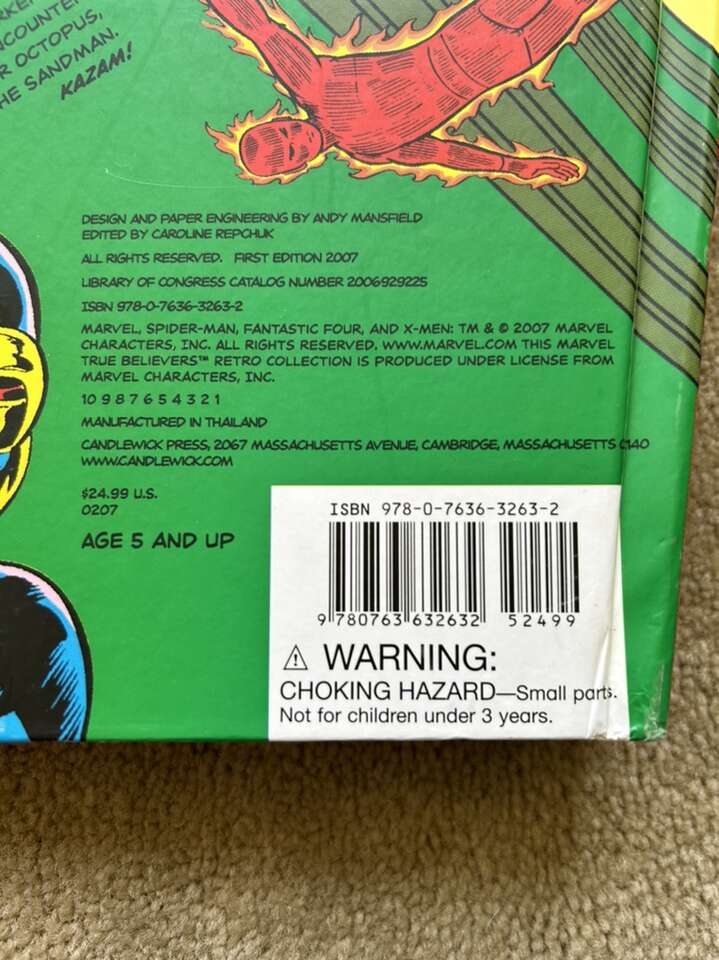 OCTOPUS,
HE SANDMAN.
KAZAM!
DESIGN AND PAPER ENGINEERING BY ANDY MANSFIELD
EDITED BY CAROLINE REPCHUK
ALL RIGHTS RESERVED. FIRST EDITION 2007
LIBRARY OF CONGRESS CATALOG NUMBER 2006929225
ISBN 978-0-7636-3263-2
MARVEL, SPIDER-MAN, FANTASTIC FOUR, AND X-MEN: TM & © 2007 MARVEL
CHARACTERS, INC. ALL RIGHTS RESERVED. WWW.MARVEL.COM THIS MARVEL
TRUE BELIEVERS™ RETRO COLLECTION IS PRODUCED UNDER LICENSE FROM
MARVEL CHARACTERS, INC.
10 9 8 7 6 5 4 3 2 1
MANUFACTURED IN THAILAND
CANDLEWICK PRESS, 2067 MASSACHUSETTS AVENUE, CAMBRIDGE, MASSACHUSETTS 140
WWW.CANDLEWICK.COM
$24.99 U.S.
0207
AGE 5 AND UP
ISBN 978-0-7636-3263-2
9 780763 632632 52499
⚠ WARNING:
CHOKING HAZARD—Small parts.
Not for children under 3 years.